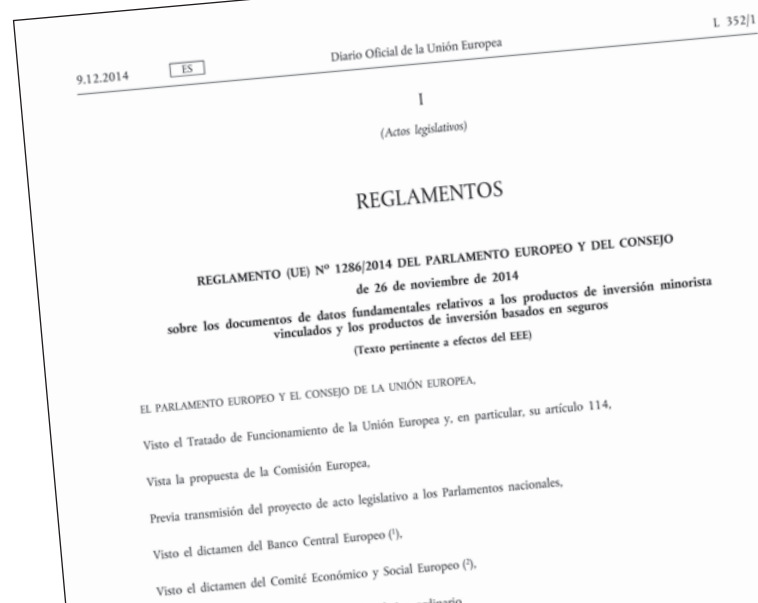 9.12.2014 ES Diario Oficial de la Unión Europea L 352/1
I
(Actos legislativos)
REGLAMENTOS
REGLAMENTO (UE) Nº 1286/2014 DEL PARLAMENTO EUROPEO Y DEL CONSEJO
de 26 de noviembre de 2014
sobre los documentos de datos fundamentales relativos a los productos de inversión minorista
vinculados y los productos de inversión basados en seguros
(Texto pertinente a efectos del EEE)
EL PARLAMENTO EUROPEO Y EL CONSEJO DE LA UNIÓN EUROPEA,
Visto el Tratado de Funcionamiento de la Unión Europea y, en particular, su artículo 114,
Vista la propuesta de la Comisión Europea,
Previa transmisión del proyecto de acto legislativo a los Parlamentos nacionales,
Visto el dictamen del Banco Central Europeo (¹),
Visto el dictamen del Comité Económico y Social Europeo (²),